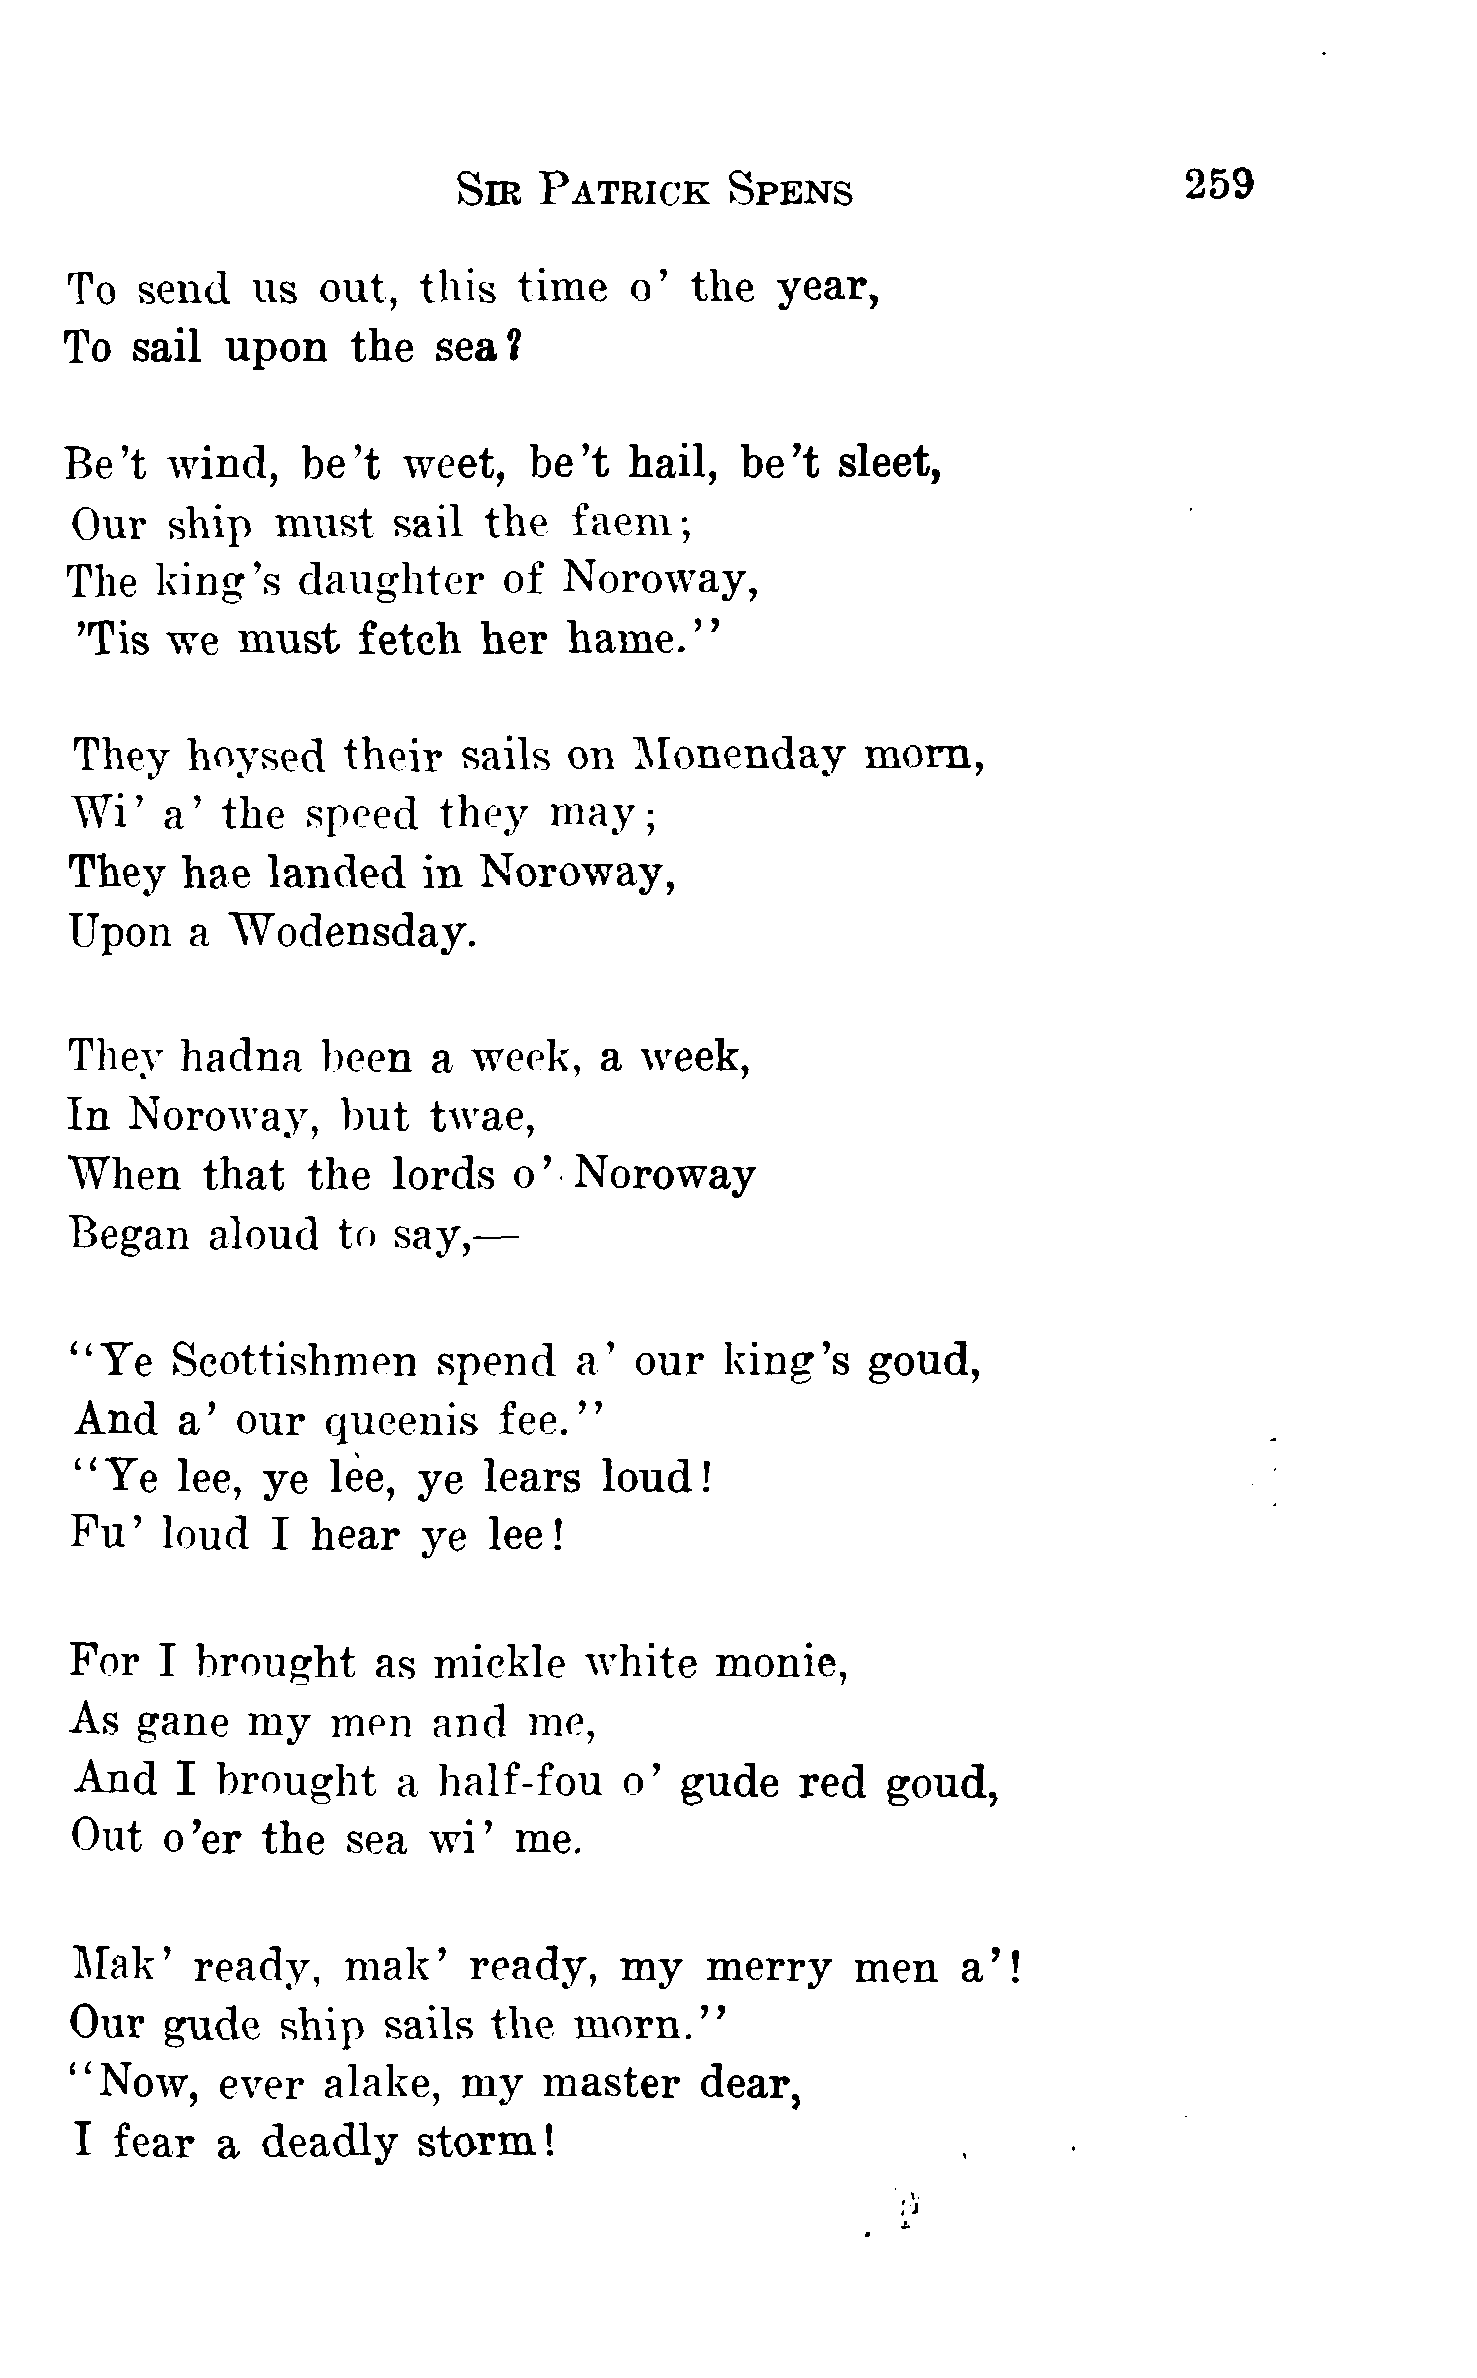 SIR PATRICK SPENS 259
To send us out, this time o' the year,
To sail upon the sea?
Be't wind, be't weet, be't hail, be't sleet,
Our ship must sail the faem;
The king's daughter of Noroway,
'Tis we must fetch her hame."
They hoysed their sails on Monenday morn,
Wi' a' the speed they may;
They hae landed in Noroway,
Upon a Wodensday.
They hadna been a week, a week,
In Noroway, but twae,
When that the lords o' Noroway
Began aloud to say,—
"Ye Scottishmen spend a' our king's goud,
And a' our queenis fee."
"Ye lee, ye lee, ye lears loud!
Fu' loud I hear ye lee!
For I brought as mickle white monie,
As gane my men and me,
And I brought a half-fou o' gude red goud,
Out o'er the sea wi' me.
Mak' ready, mak' ready, my merry men a'!
Our gude ship sails the morn."
"Now, ever alake, my master dear,
I fear a deadly storm!